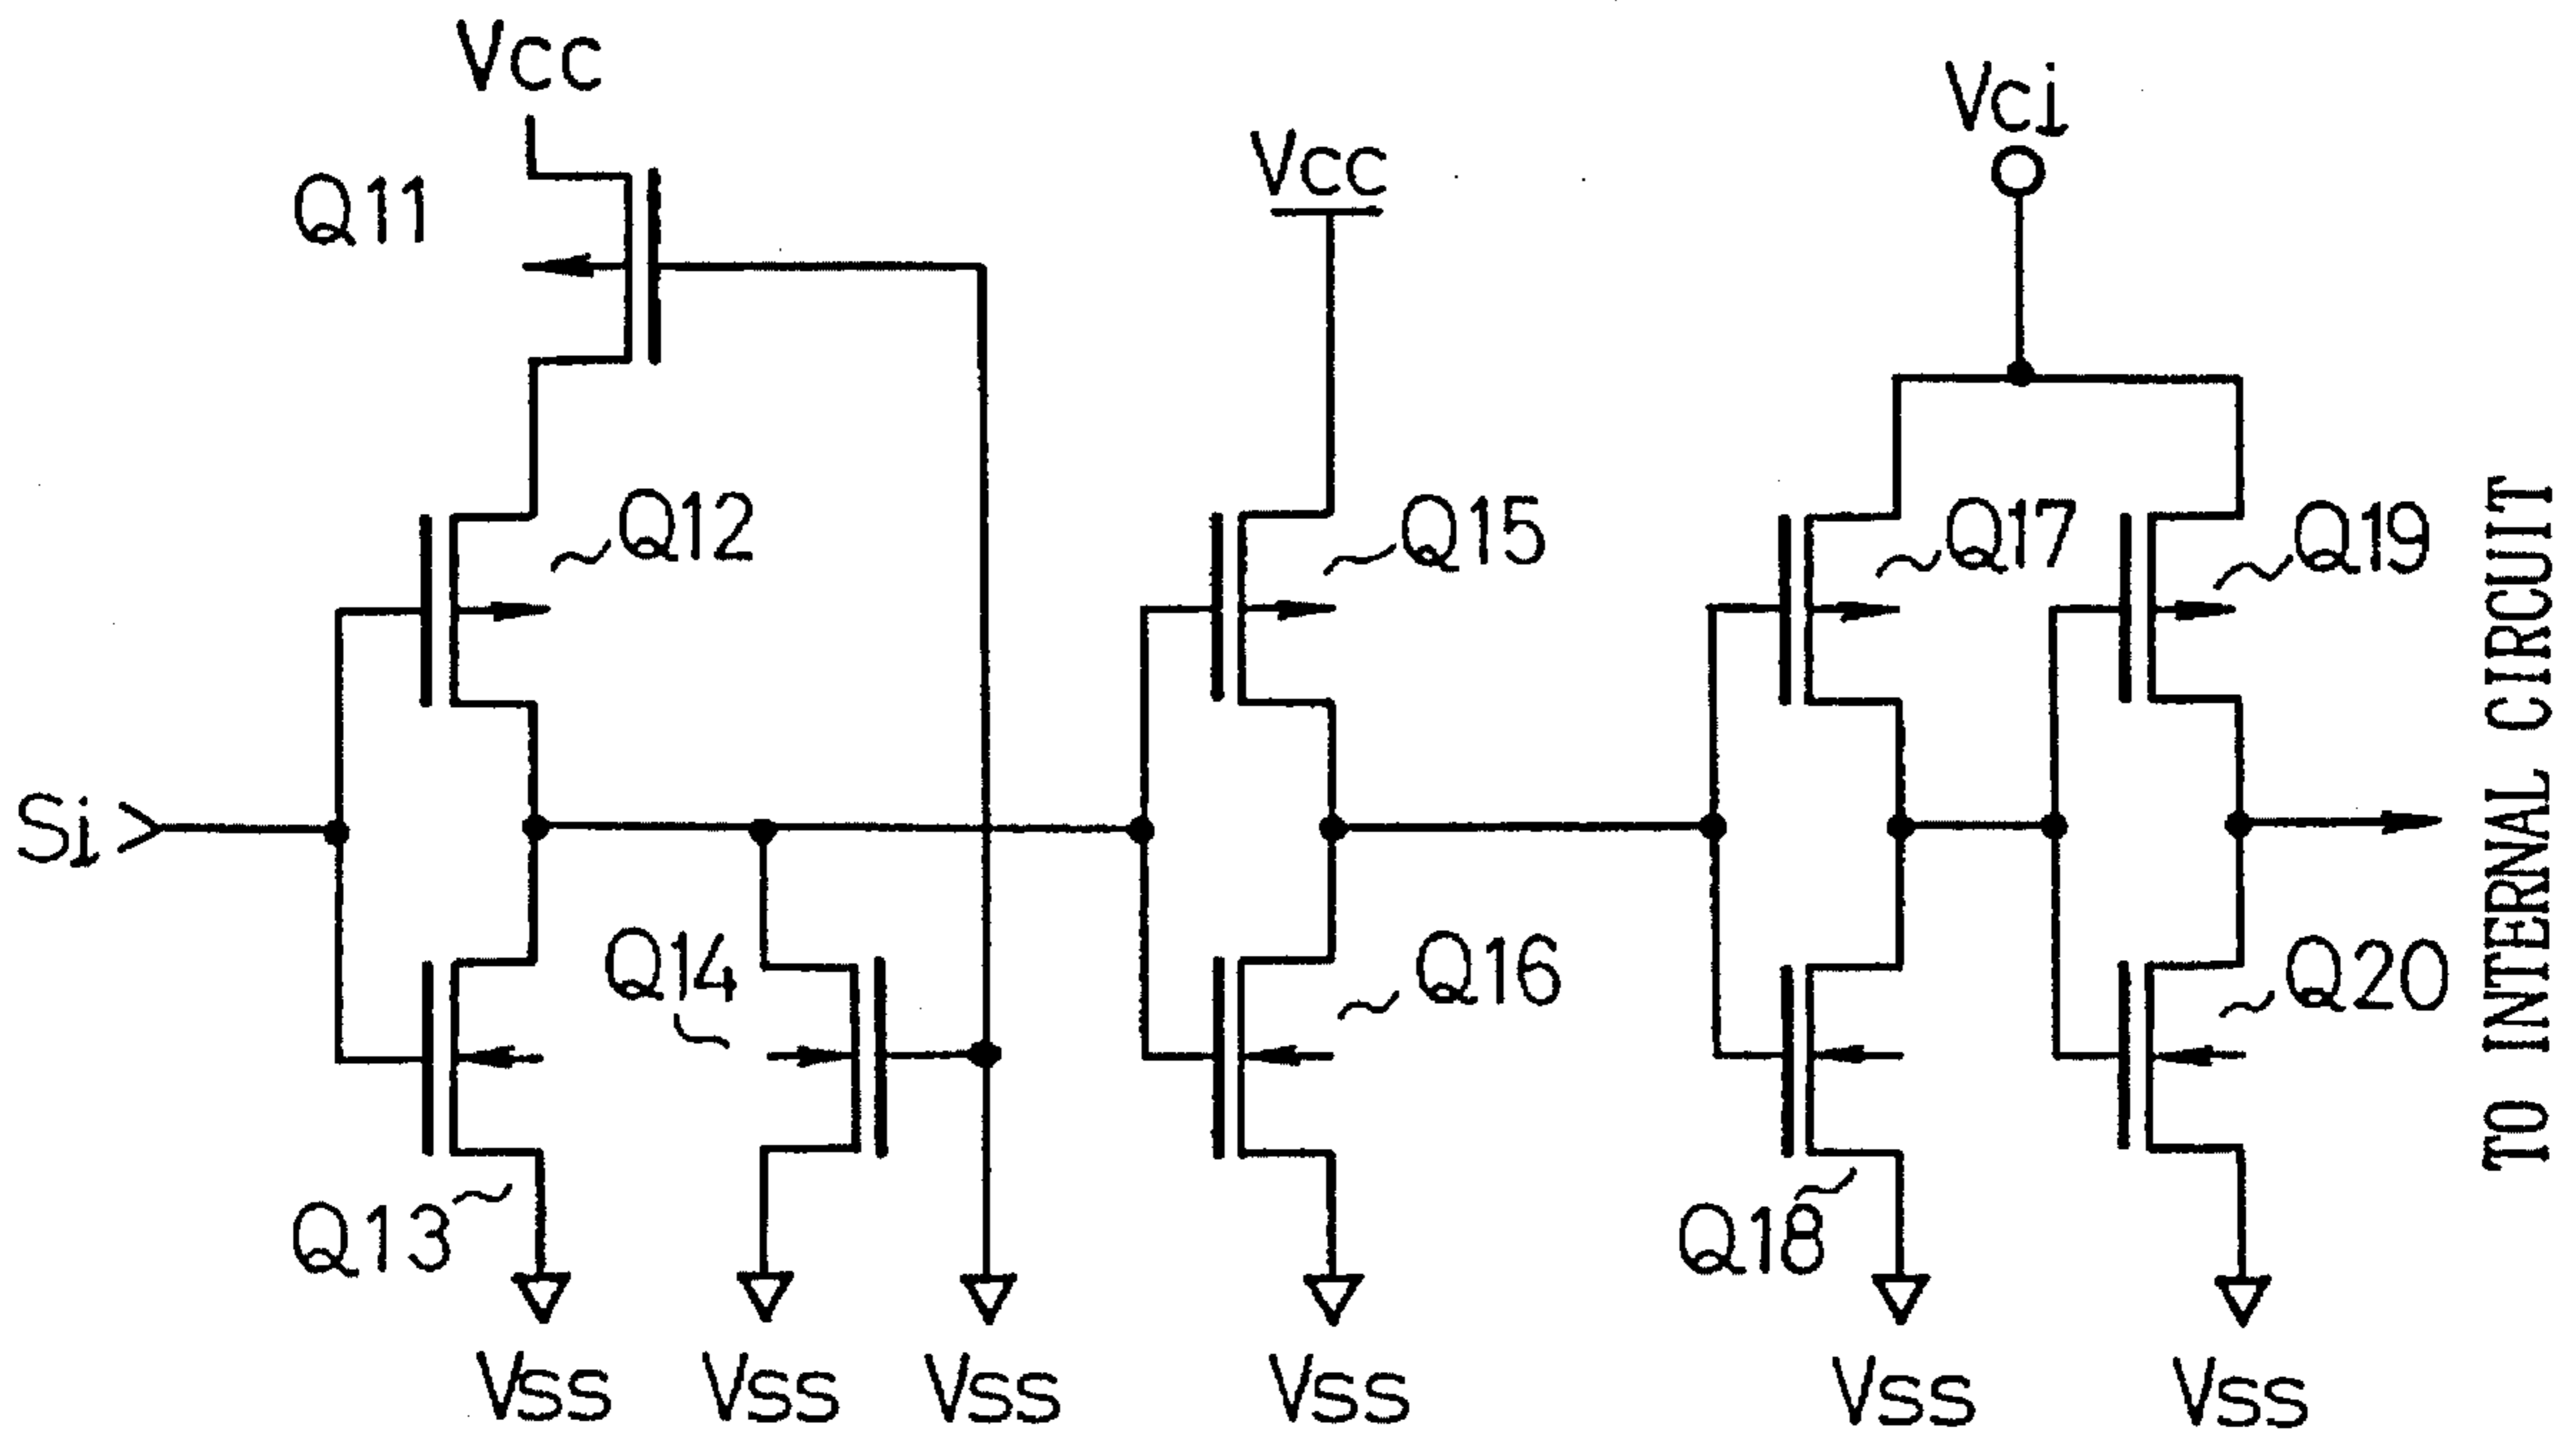 Vcc
Vci
Vcc
Q11
Q12
Q15
Q17
Q19
Si
Q14
Q16
Q20
Q13
Q18
Vss
Vss
Vss
Vss
Vss
Vss
TO INTERNAL CIRCUIT